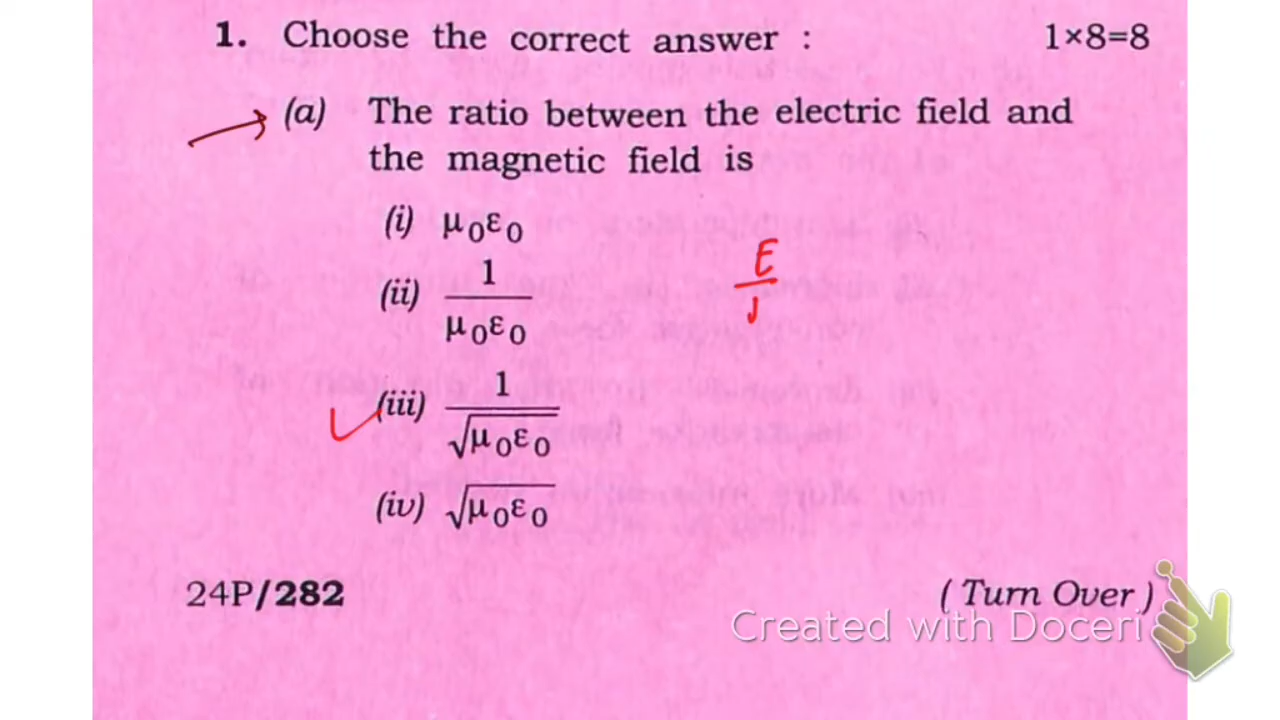 1. Choose the correct answer : 1×8=8
(a) The ratio between the electric field and
the magnetic field is
(i) μ₀ε₀
(ii) 1/μ₀ε₀
E
(iii) 1/√μ₀ε₀
(iv) √μ₀ε₀
24P/282 ( Turn Over )
Created with Doceri